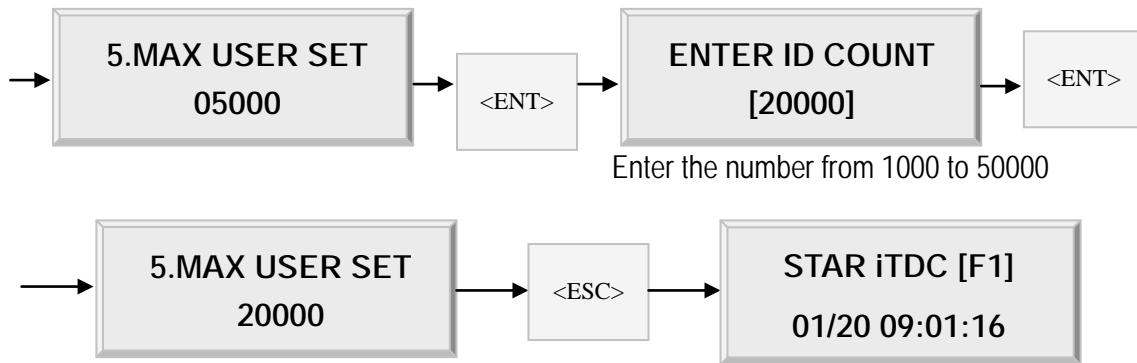 5.MAX USER SET
05000
<ENT>
ENTER ID COUNT
[20000]
<ENT>
Enter the number from 1000 to 50000
5.MAX USER SET
20000
<ESC>
STAR iTDC [F1]
01/20 09:01:16